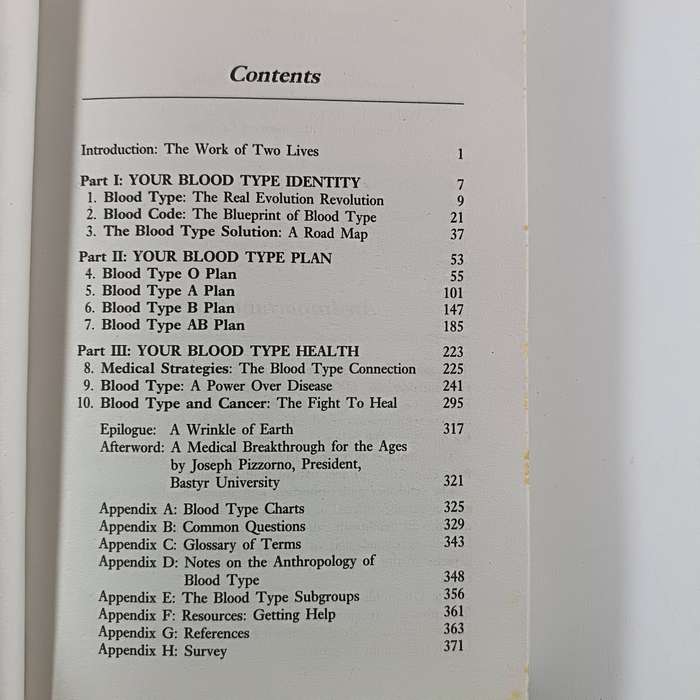 Contents
Introduction: The Work of Two Lives 1
Part I: YOUR BLOOD TYPE IDENTITY 7
1. Blood Type: The Real Evolution Revolution 9
2. Blood Code: The Blueprint of Blood Type 21
3. The Blood Type Solution: A Road Map 37
Part II: YOUR BLOOD TYPE PLAN 53
4. Blood Type O Plan 55
5. Blood Type A Plan 101
6. Blood Type B Plan 147
7. Blood Type AB Plan 185
Part III: YOUR BLOOD TYPE HEALTH 223
8. Medical Strategies: The Blood Type Connection 225
9. Blood Type: A Power Over Disease 241
10. Blood Type and Cancer: The Fight To Heal 295
Epilogue: A Wrinkle of Earth 317
Afterword: A Medical Breakthrough for the Ages
by Joseph Pizzorno, President,
Bastyr University 321
Appendix A: Blood Type Charts 325
Appendix B: Common Questions 329
Appendix C: Glossary of Terms 343
Appendix D: Notes on the Anthropology of
Blood Type 348
Appendix E: The Blood Type Subgroups 356
Appendix F: Resources: Getting Help 361
Appendix G: References 363
Appendix H: Survey 371